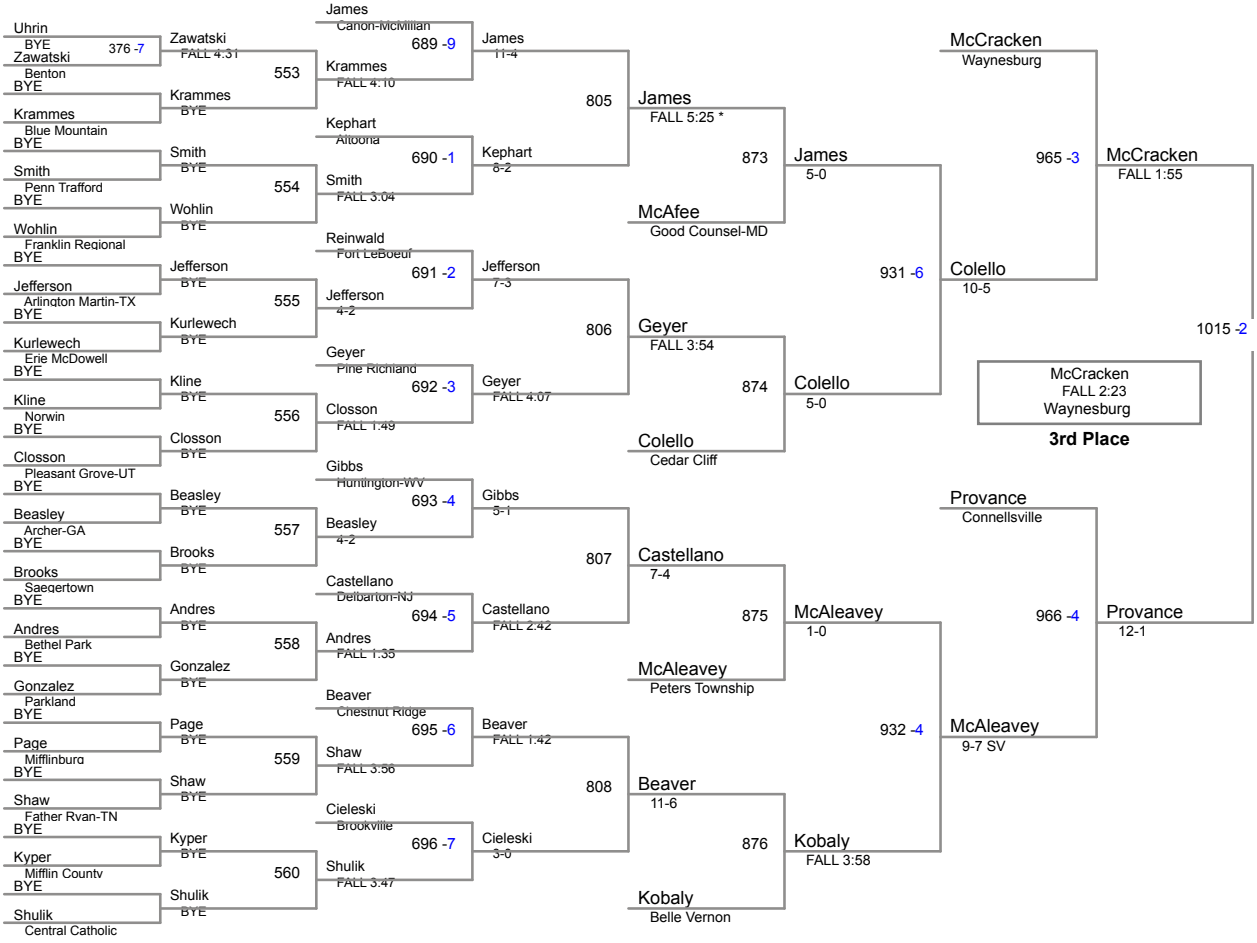 Uhrin
BYE
376 -7
Zawatski
Benton
BYE
Krammes
Blue Mountain
BYE
Smith
Penn Trafford
BYE
Wohlin
Franklin Regional
BYE
Jefferson
Arlington Martin-TX
BYE
Kurlewech
Erie McDowell
BYE
Kline
Norwin
BYE
Closson
Pleasant Grove-UT
BYE
Beasley
Archer-GA
BYE
Brooks
Saegertown
BYE
Andres
Bethel Park
BYE
Gonzalez
Parkland
BYE
Page
Mifflinburg
BYE
Shaw
Father Ryan-TN
BYE
Kyper
Mifflin County
BYE
Shulik
Central Catholic
Zawatski
FALL 4:31
553
Krammes
BYE
Smith
BYE
554
Wohlin
BYE
Jefferson
BYE
555
Kurlewech
BYE
Kline
BYE
556
Closson
BYE
Beasley
BYE
557
Brooks
BYE
Andres
BYE
558
Gonzalez
BYE
Page
BYE
559
Shaw
BYE
Kyper
BYE
560
Shulik
BYE
James
Canon-McMillan
689 -9
Krammes
FALL 4:10
Kephart
Altoona
690 -1
Smith
FALL 3:04
Reinwald
Fort LeBoeuf
691 -2
Jefferson
4-2
Geyer
Pine Richland
692 -3
Closson
FALL 1:49
Gibbs
Huntington-WV
693 -4
Beasley
4-2
Castellano
Delbarton-NJ
694 -5
Andres
FALL 1:35
Beaver
Chestnut Ridge
695 -6
Shaw
FALL 3:56
Cieleski
Brookville
696 -7
Shulik
FALL 3:47
James
11-4
805
Kephart
8-2
Jefferson
7-3
806
Geyer
FALL 4:07
Gibbs
5-1
807
Castellano
FALL 2:42
Beaver
FALL 1:42
808
Cieleski
3-0
James
FALL 5:25 *
873
McAfee
Good Counsel-MD
Geyer
FALL 3:54
874
Colello
Cedar Cliff
Castellano
7-4
875
McAleavey
Peters Township
Beaver
11-6
876
Kobaly
Belle Vernon
James
5-0
931 -6
Colello
5-0
McAleavey
1-0
932 -4
Kobaly
FALL 3:58
McCracken
Waynesburg
965 -3
Colello
10-5
Provance
Connellsville
966 -4
McAleavey
9-7 SV
McCracken
FALL 1:55
1015 -2
Provance
12-1
McCracken
FALL 2:23
Waynesburg
3rd Place